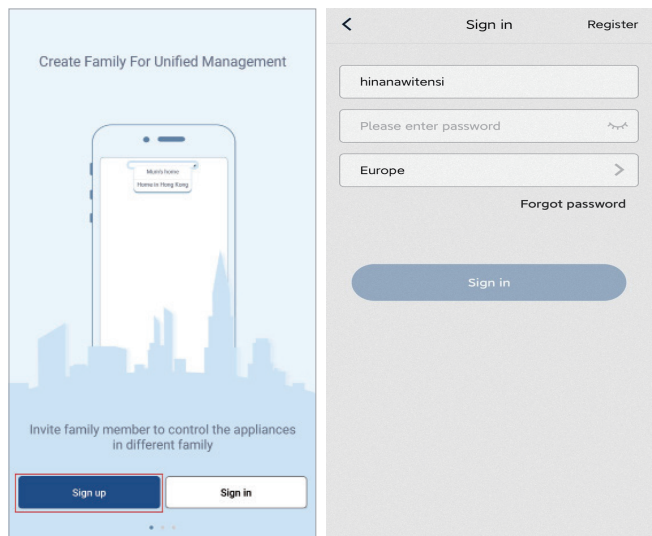 Create Family For Unified Management
Mum's home
Home in Hong Kong
Invite family member to control the appliances
in different family
Sign up
Sign in
Sign in
Register
hinanawitensi
Please enter password
Europe
Forgot password
Sign in